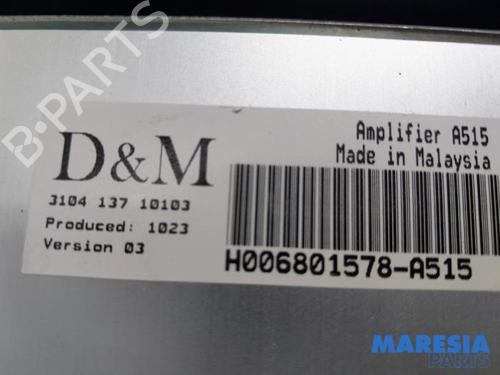 B-PARTS
D&M
3104 137 10103
Produced: 1023
Version 03
Amplifier A515
Made in Malaysia
H006801578-A515
MARESIA
PARTS